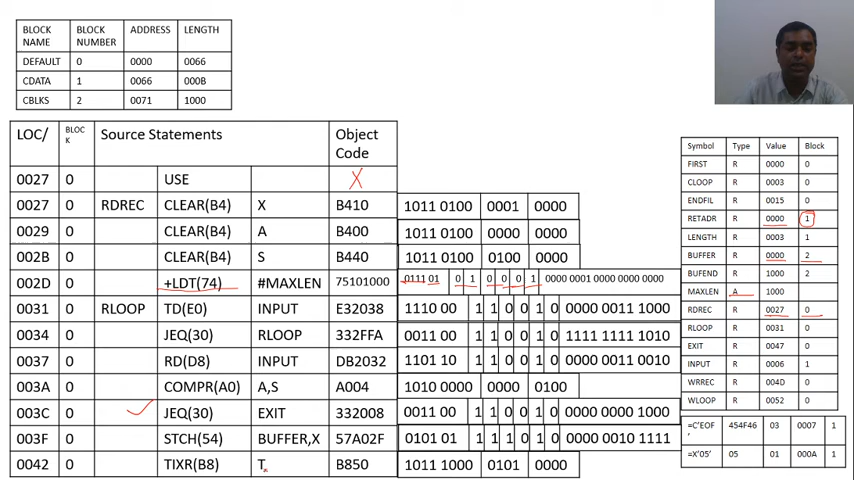 BLOCK NAME BLOCK NUMBER ADDRESS LENGTH
DEFAULT 0 0000 0066
CDATA 1 0066 000B
CBLKS 2 0071 1000
LOC/ BLOC K Source Statements Object Code
0027 0 USE X
0027 0 RDREC CLEAR(B4) X B410 1011 0100 0001 0000
0029 0 CLEAR(B4) A B400 1011 0100 0000 0000
002B 0 CLEAR(B4) S B440 1011 0100 0100 0000
002D 0 +LDT(74) #MAXLEN 75101000 0111 01 0 1 0 0 0 1 0000 0001 0000 0000 0000
0031 0 RLOOP TD(E0) INPUT E32038 1110 00 1 1 0 0 1 0 0000 0011 1000
0034 0 JEQ(30) RLOOP 332FFA 0011 00 1 1 0 0 1 0 1111 1111 1010
0037 0 RD(D8) INPUT DB2032 1101 10 1 1 0 0 1 0 0000 0011 0010
003A 0 COMPR(A0) A,S A004 1010 0000 0000 0100
003C 0 JEQ(30) EXIT 332008 0011 00 1 1 0 0 1 0 0000 0000 1000
003F 0 STCH(54) BUFFER,X 57A02F 0101 01 1 1 1 0 1 0 0000 0010 1111
0042 0 TIXR(B8) T B850 1011 1000 0101 0000
Symbol Type Value Block
FIRST R 0000 0
CLOOP R 0003 0
ENDFIL R 0015 0
RETADR R 0000 1
LENGTH R 0003 1
BUFFER R 0000 2
BUFEND R 1000 2
MAXLEN A 1000
RDREC R 0027 0
RLOOP R 0031 0
EXIT R 0047 0
INPUT R 0006 1
WRREC R 004D 0
WLOOP R 0052 0
=C'EOF' 454F46 03 0007 1
=X'05' 05 01 000A 1